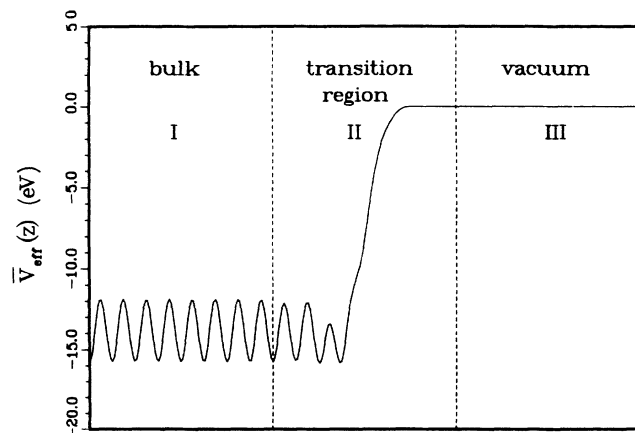 5.0
bulk transition vacuum
region
0.0
I II III
-5.0
-10.0
-15.0
-20.0
V̅eff(z) (eV)